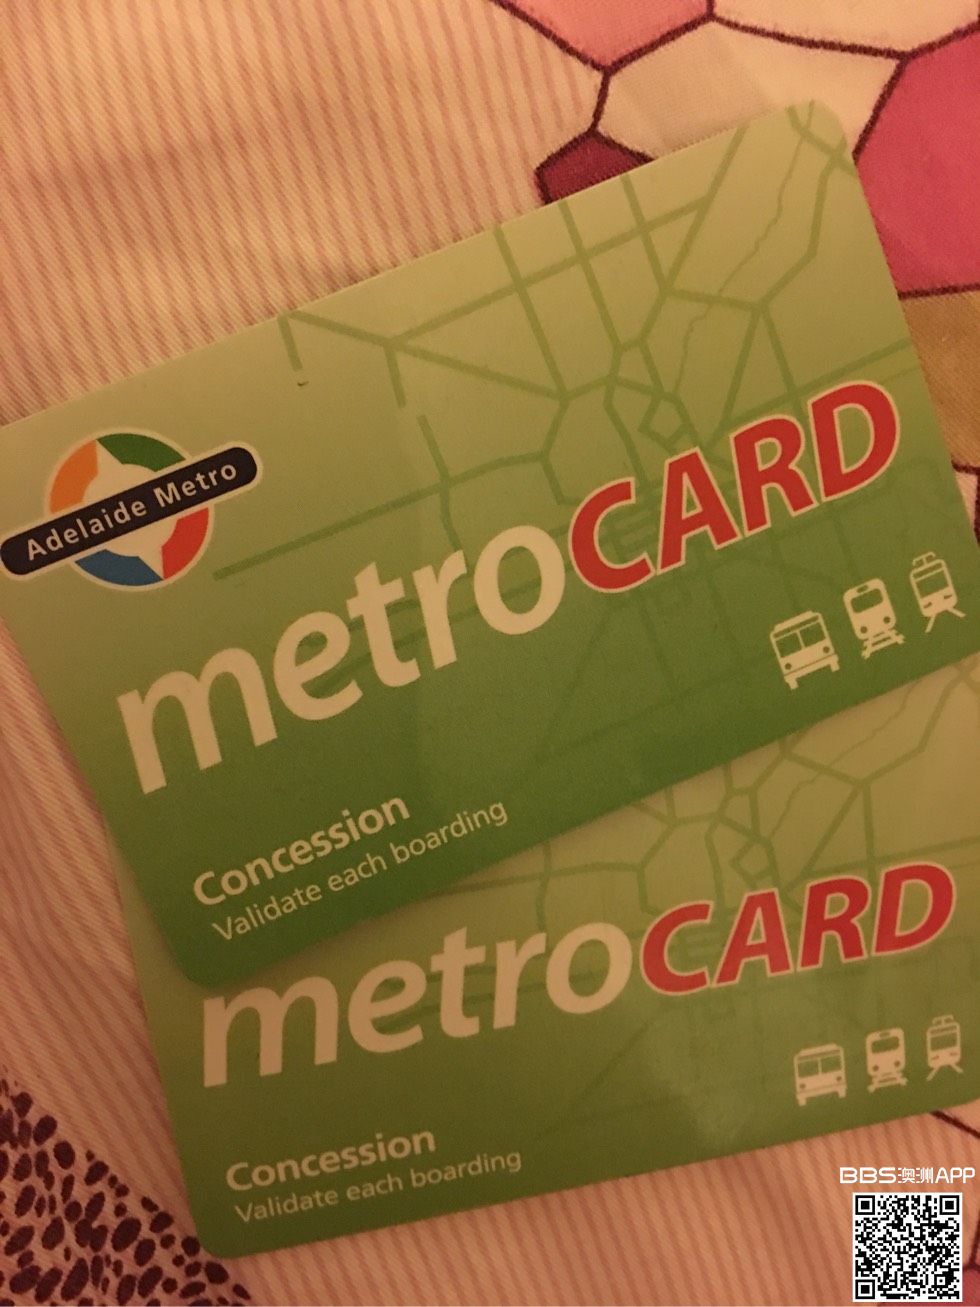 Adelaide Metro
metroCARD
Concession
Validate each boarding
metroCARD
Concession
Validate each boarding
BBS澳洲APP